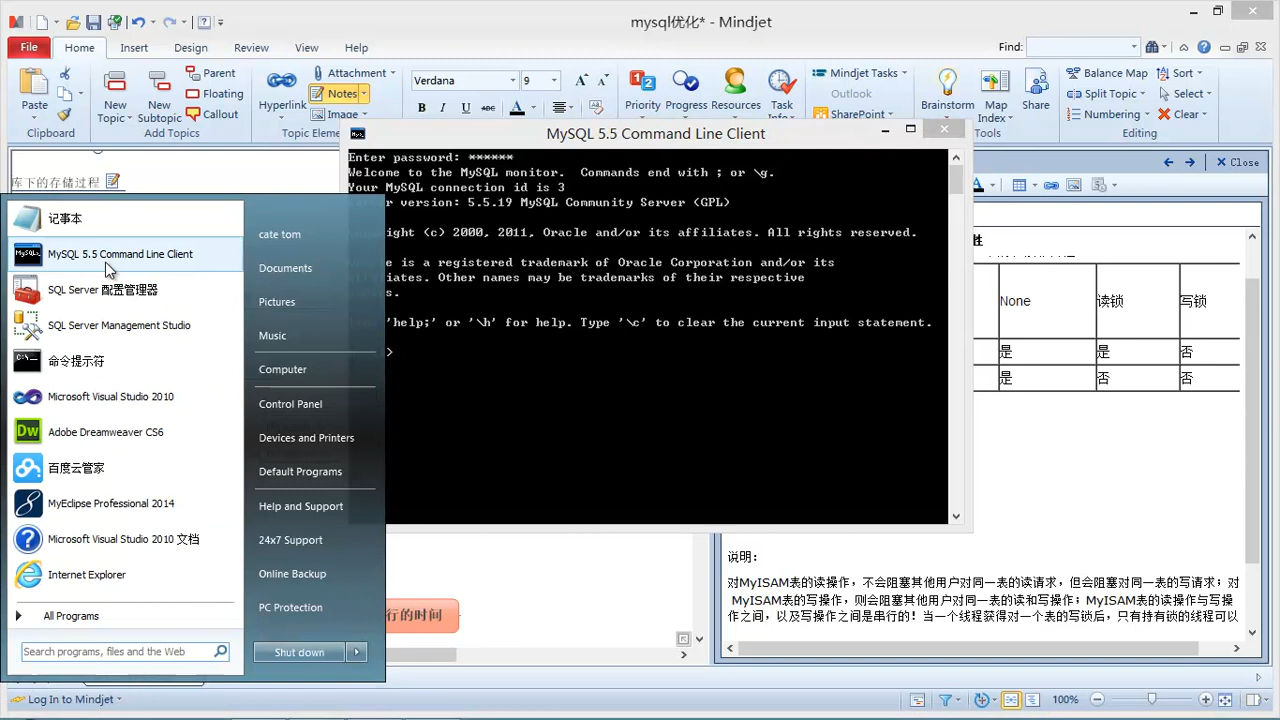 mysql优化* - Mindjet
File
Home
Insert
Design
Review
View
Help
Find:
Paste
Clipboard
New Topic
New Subtopic
Parent
Floating
Callout
Add Topics
Hyperlink
Attachment
Notes
Image
Topic Elem
Verdana
9
B I U abc A
Priority
Progress
Resources
Task Info
Mindjet Tasks
Outlook
SharePoint
Brainstorm
Map Index
Share
Tools
Balance Map
Split Topic
Numbering
Sort
Select
Clear
Editing
MySQL 5.5 Command Line Client
Enter password: ******
Welcome to the MySQL monitor.  Commands end with ; or \g.
Your MySQL connection id is 3
version: 5.5.19 MySQL Community Server (GPL)
ight (c) 2000, 2011, Oracle and/or its affiliates. All rights reserved.
e is a registered trademark of Oracle Corporation and/or its
iates. Other names may be trademarks of their respective
s.
'help;' or '\h' for help. Type '\c' to clear the current input statement.
>
库下的存储过程
记事本
MySQL 5.5 Command Line Client
SQL Server 配置管理器
SQL Server Management Studio
命令提示符
Microsoft Visual Studio 2010
Adobe Dreamweaver CS6
百度云管家
MyEclipse Professional 2014
Microsoft Visual Studio 2010 文档
Internet Explorer
All Programs
Search programs, files and the Web
cate tom
Documents
Pictures
Music
Computer
Control Panel
Devices and Printers
Default Programs
Help and Support
24x7 Support
Online Backup
PC Protection
Shut down
行的时间
Close
性
None 读锁 写锁
是 是 否
是 否 否
说明:
对MyISAM表的读操作，不会阻塞其他用户对同一表的读请求，但会阻塞对同一表的写请求；对
MyISAM表的写操作，则会阻塞其他用户对同一表的读和写操作；MyISAM表的读操作与写操
作之间，以及写操作之间是串行的！当一个线程获得对一个表的写锁后，只有持有锁的线程可以
Log In to Mindjet
100%